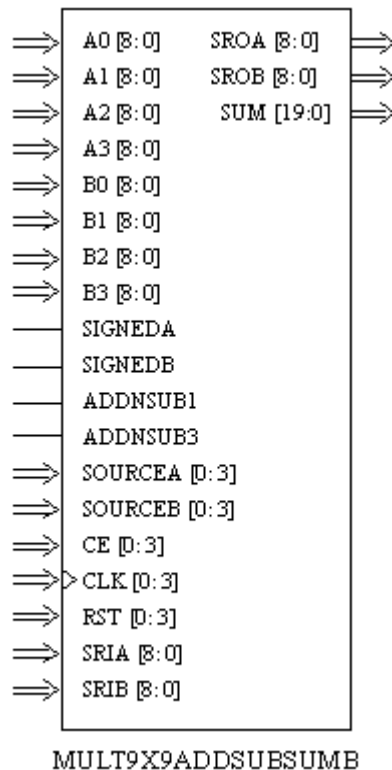 A0 [8:0] SROA [8:0]
A1 [8:0] SROB [8:0]
A2 [8:0] SUM [19:0]
A3 [8:0]
B0 [8:0]
B1 [8:0]
B2 [8:0]
B3 [8:0]
SIGNEDA
SIGNEDB
ADDNSUB1
ADDNSUB3
SOURCEA [0:3]
SOURCEB [0:3]
CE [0:3]
CLK [0:3]
RST [0:3]
SRIA [8:0]
SRIB [8:0]
MULT9X9ADDSUBSUMB